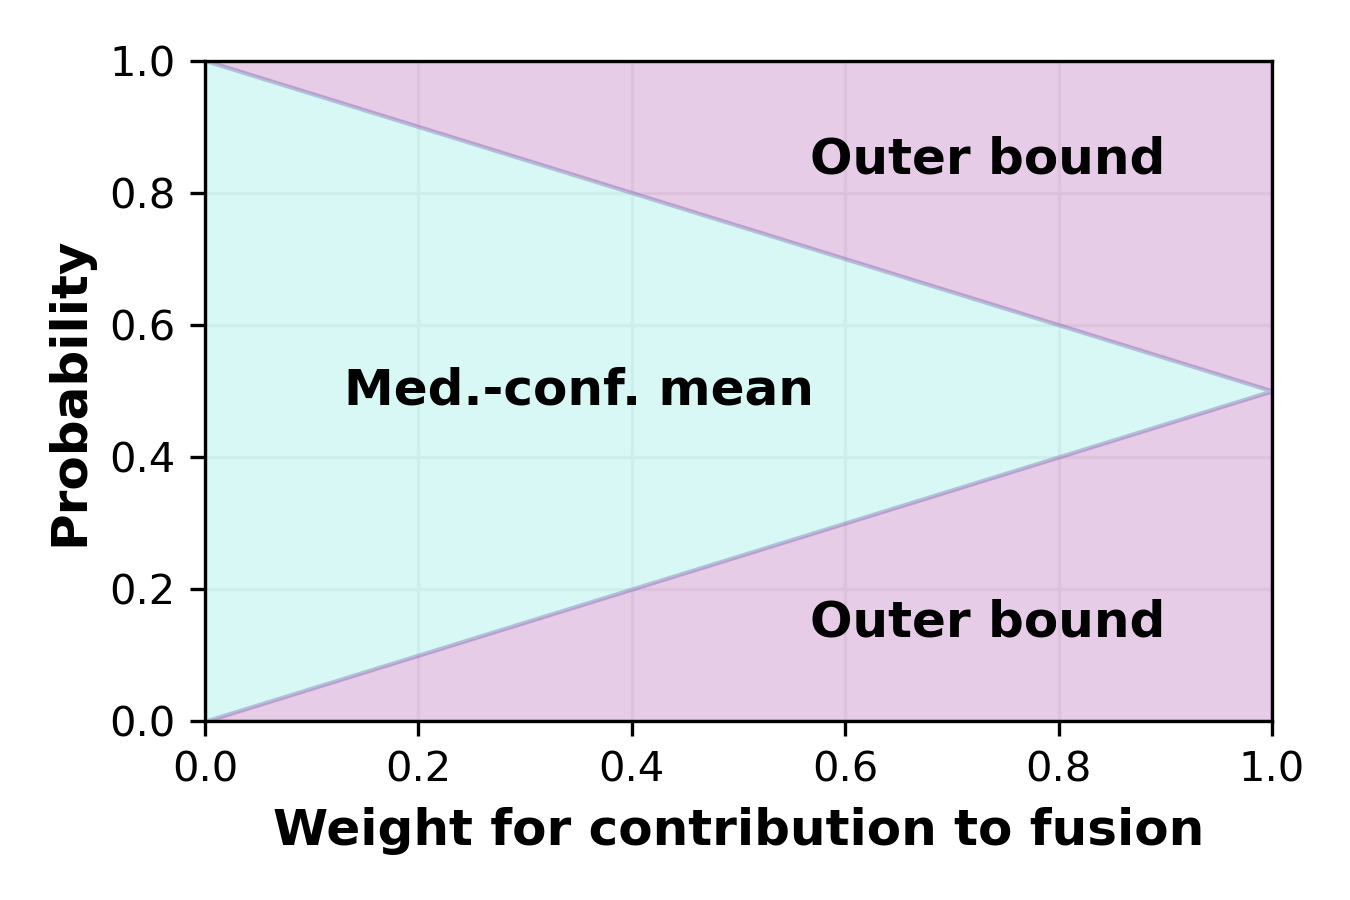 1.0
0.8
0.6
0.4
0.2
0.0
Probability
Outer bound
Med.-conf. mean
Outer bound
0.0 0.2 0.4 0.6 0.8 1.0
Weight for contribution to fusion